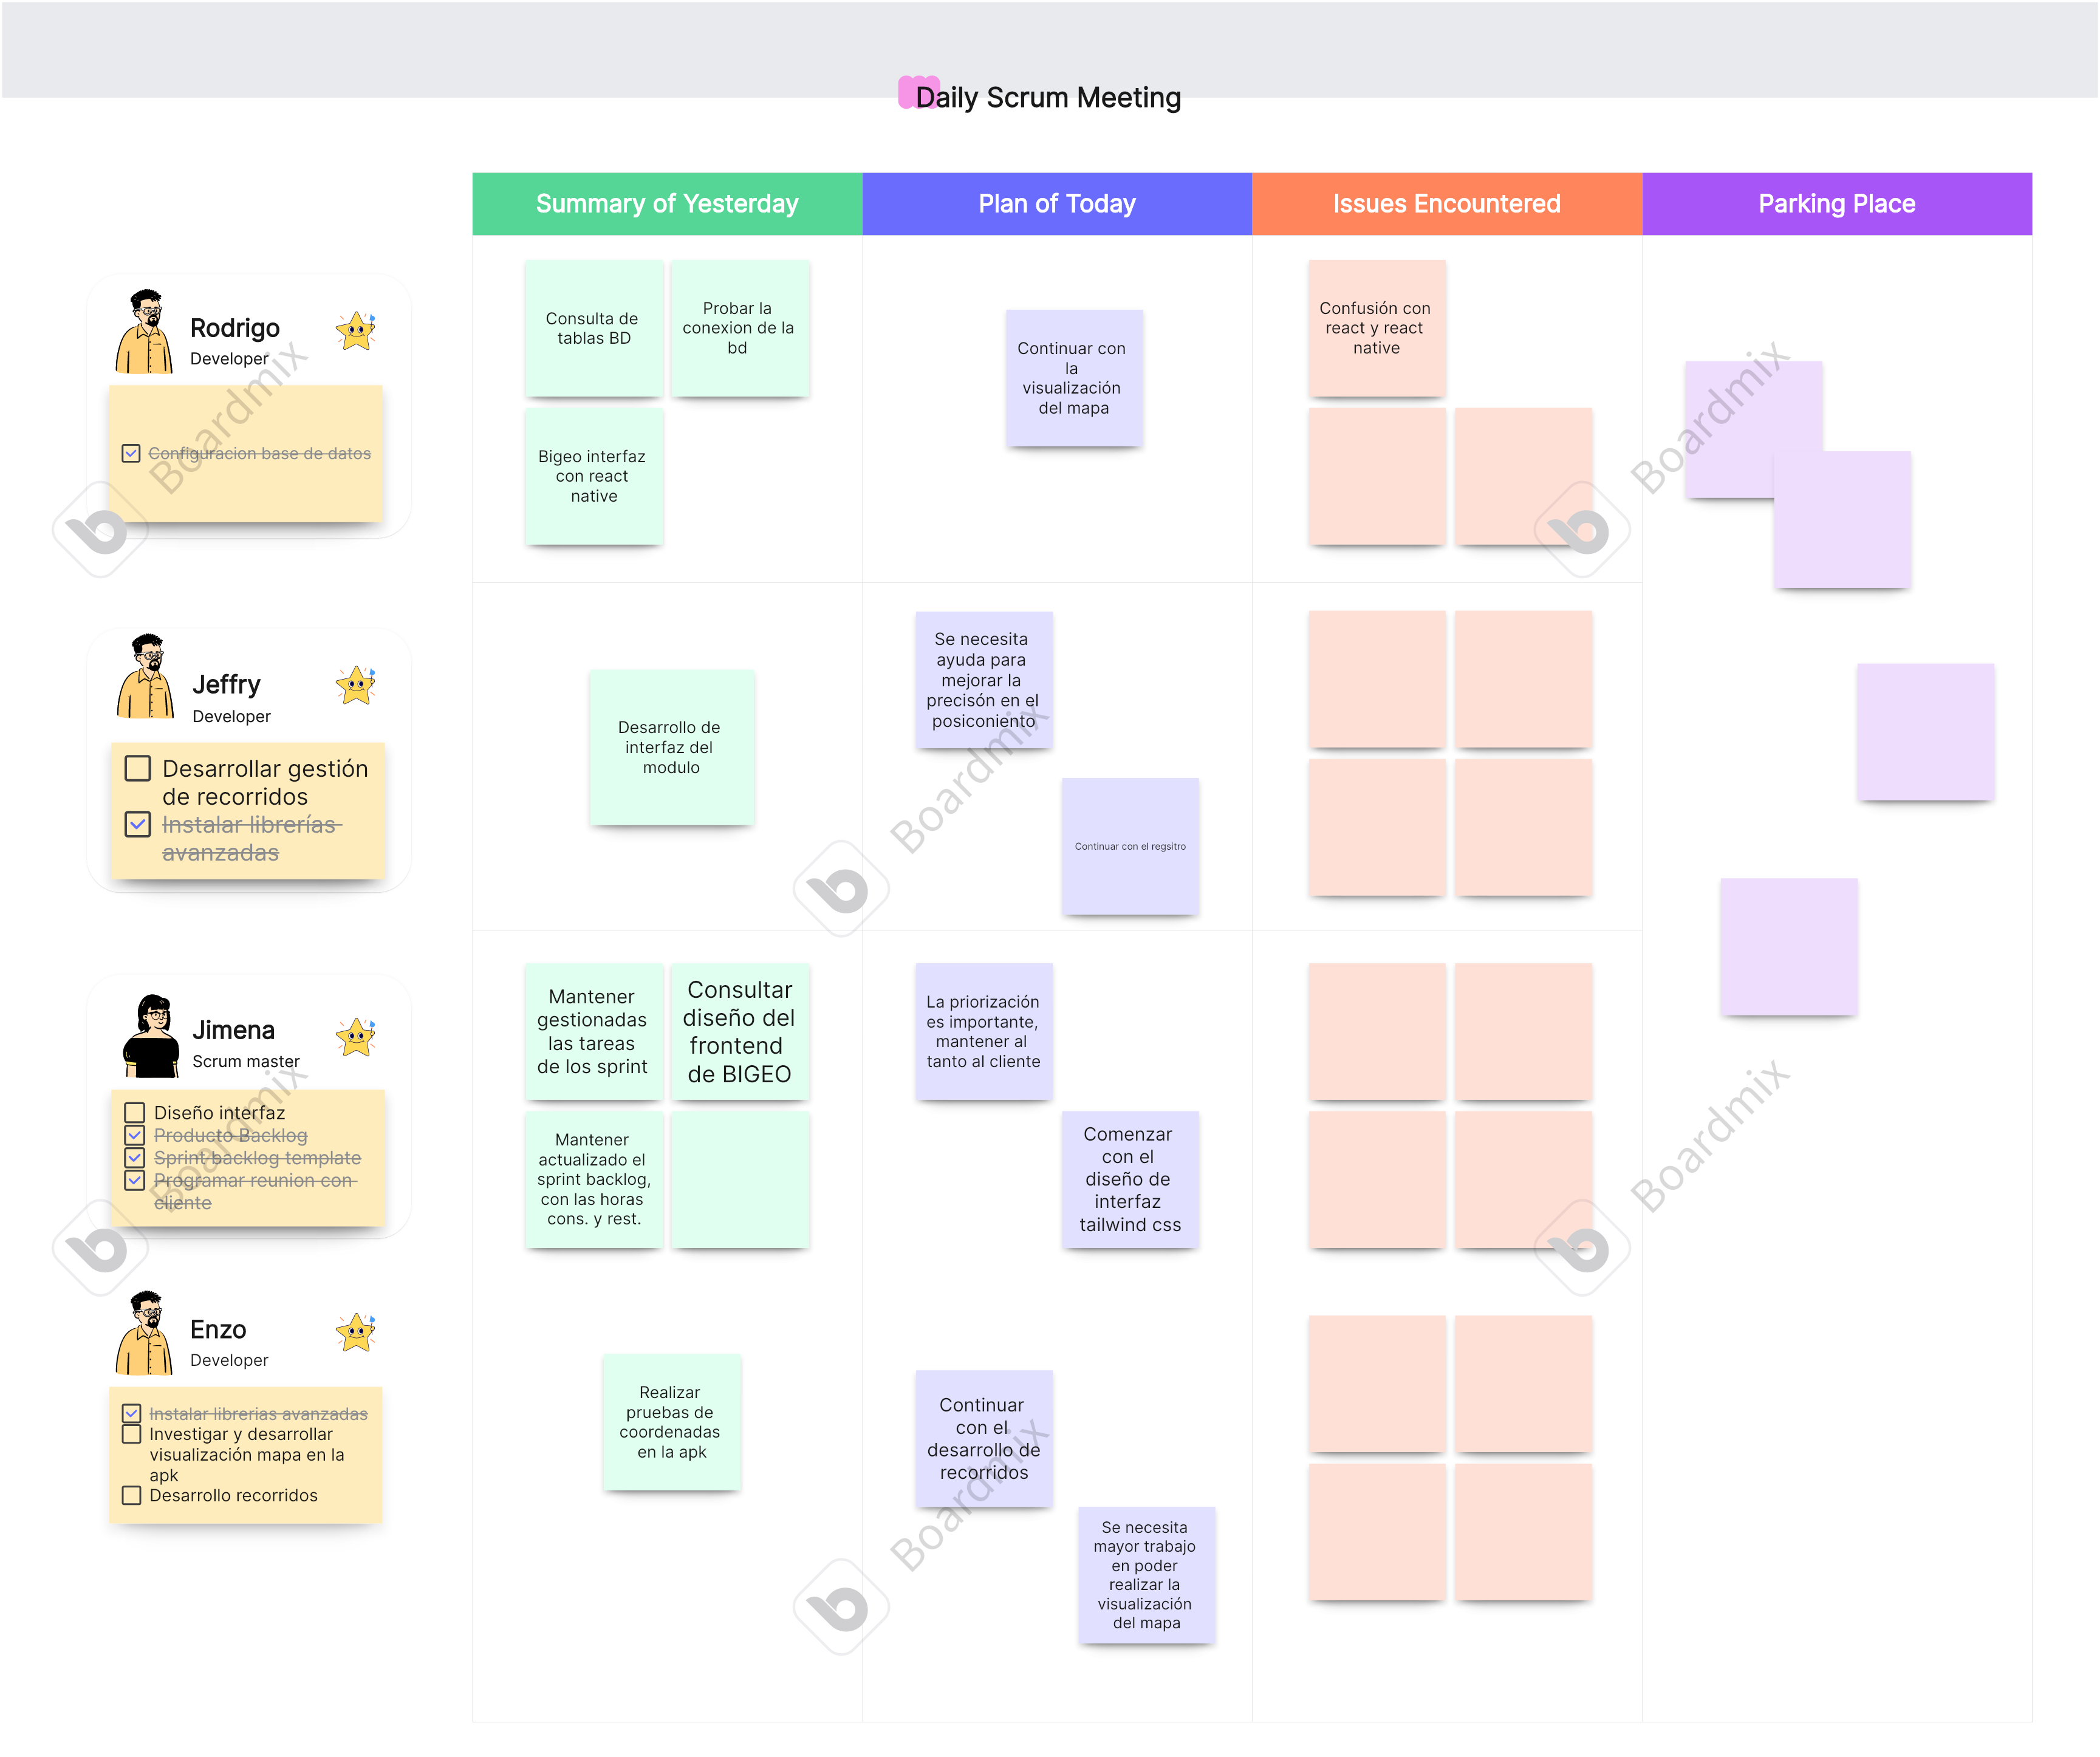 Daily Scrum Meeting
Summary of Yesterday
Plan of Today
Issues Encountered
Parking Place
Rodrigo
Developer
Configuracion base de datos
Consulta de
tablas BD
Probar la
conexion de la
bd
Bigeo interfaz
con react
native
Continuar con
la
visualización
del mapa
Confusión con
react y react
native
Jeffry
Developer
Desarrollar gestión
de recorridos
Instalar librerías
avanzadas
Desarrollo de
interfaz del
modulo
Se necesita
ayuda para
mejorar la
precisón en el
posiconiento
Continuar con el regsitro
Jimena
Scrum master
Diseño interfaz
Producto Backlog
Sprint backlog template
Programar reunion con
cliente
Mantener
gestionadas
las tareas
de los sprint
Consultar
diseño del
frontend
de BIGEO
Mantener
actualizado el
sprint backlog,
con las horas
cons. y rest.
La priorización
es importante,
mantener al
tanto al cliente
Comenzar
con el
diseño de
interfaz
tailwind css
Enzo
Developer
Instalar librerias avanzadas
Investigar y desarrollar
visualización mapa en la
apk
Desarrollo recorridos
Realizar
pruebas de
coordenadas
en la apk
Continuar
con el
desarrollo de
recorridos
Se necesita
mayor trabajo
en poder
realizar la
visualización
del mapa
Boardmix
Boardmix
Boardmix
Boardmix
Boardmix
Boardmix